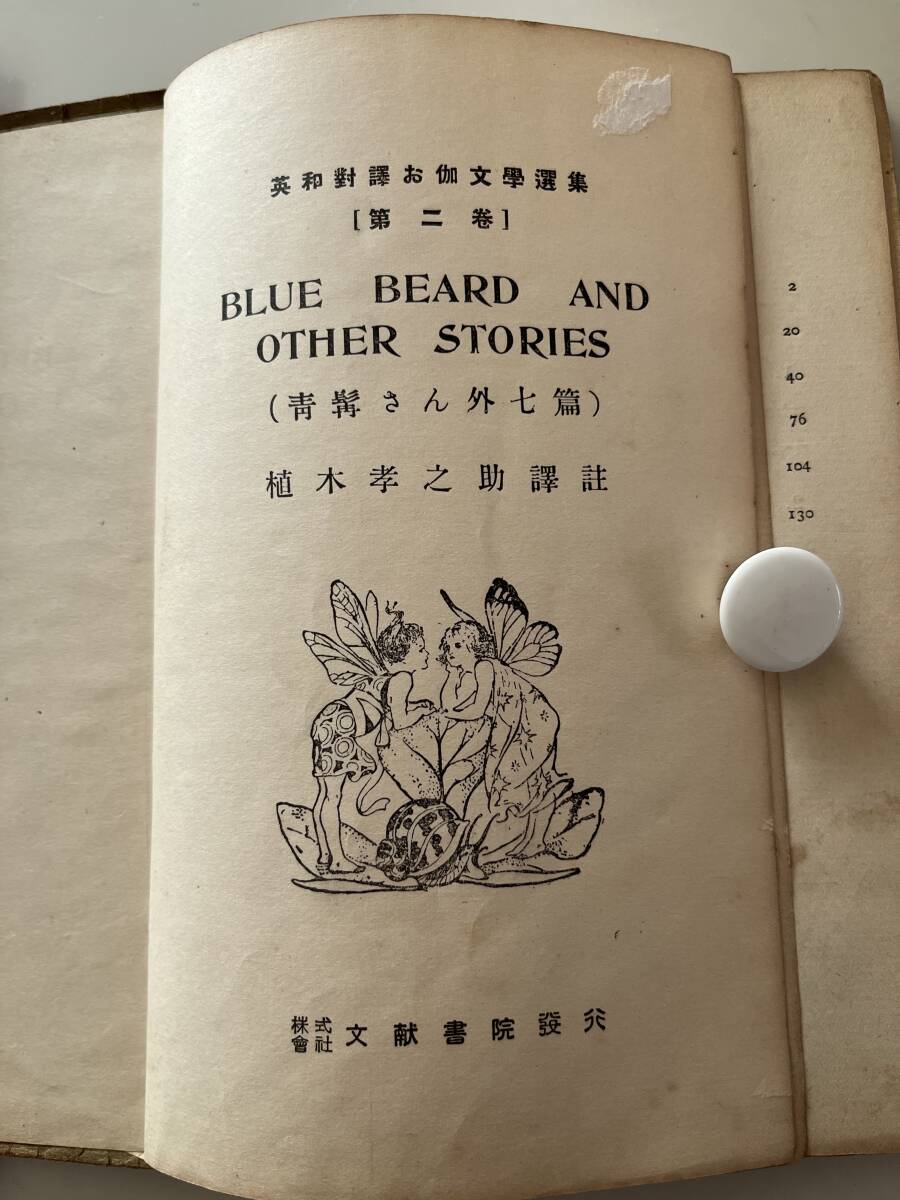 英和對譯お伽文學選集
[第二卷]
BLUE BEARD AND
OTHER STORIES
(靑髯さん外七篇)
植木孝之助譯註
株式會社 文献書院發行
2
20
40
76
104
130